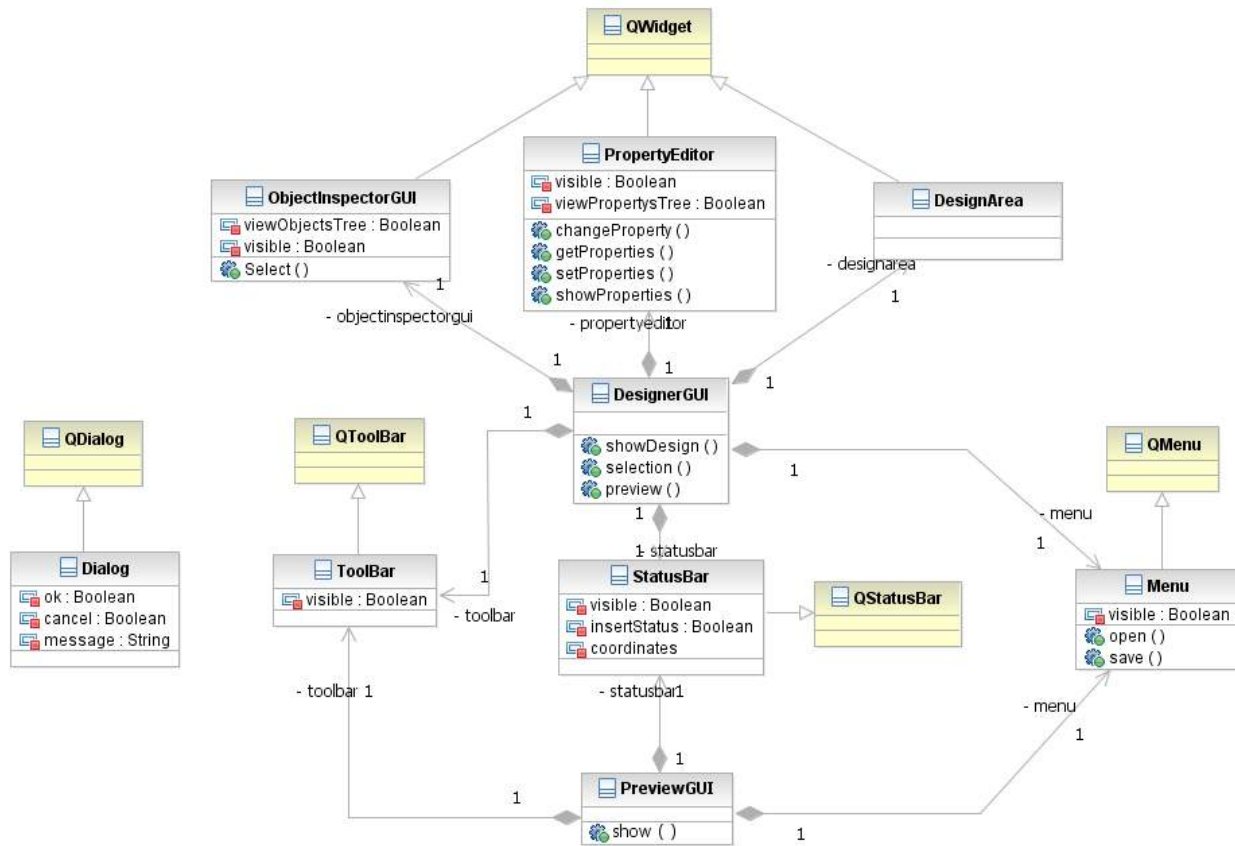 QWidget
PropertyEditor
visible : Boolean
viewPropertysTree : Boolean
changeProperty ( )
getProperties ( )
setProperties ( )
showProperties ( )
ObjectInspectorGUI
viewObjectsTree : Boolean
visible : Boolean
Select ( )
DesignArea
- designarea
1
1
- objectinspectorgui
- propertyeditor
1
1
1
1
DesignerGUI
showDesign ( )
selection ( )
preview ( )
1
1
QDialog
QToolBar
QMenu
- menu
1
1
1 - statusbar
Dialog
ok : Boolean
cancel : Boolean
message : String
ToolBar
visible : Boolean
1
- toolbar
StatusBar
visible : Boolean
insertStatus : Boolean
coordinates
QStatusBar
Menu
visible : Boolean
open ( )
save ( )
- toolbar 1
- statusbar1
- menu
1
1
1
PreviewGUI
show ( )
1